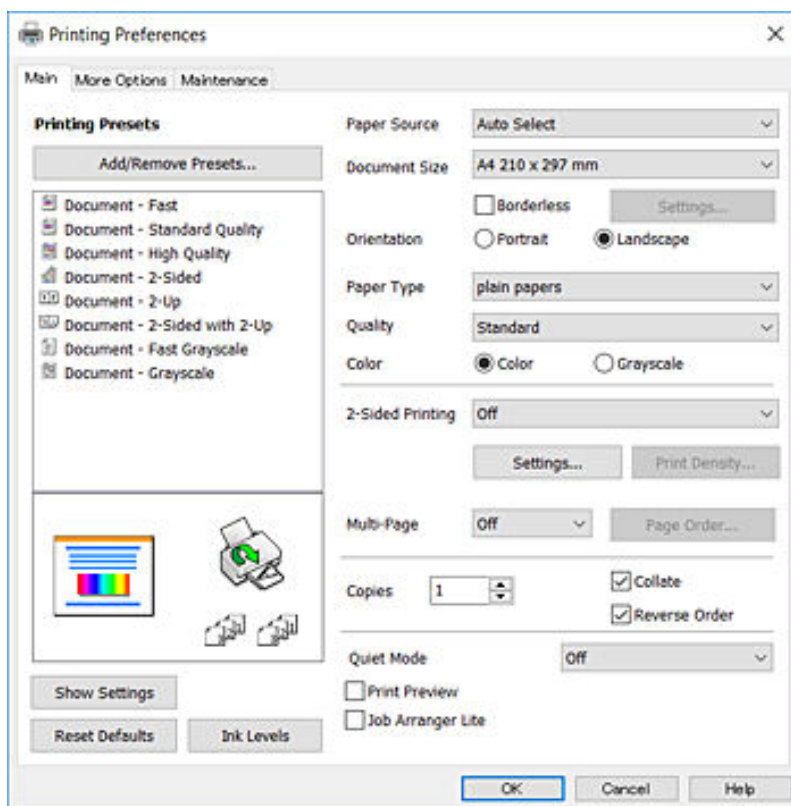 Printing Preferences
Main More Options Maintenance
Printing Presets
Add/Remove Presets...
Document - Fast
Document - Standard Quality
Document - High Quality
Document - 2-Sided
Document - 2-Up
Document - 2-Sided with 2-Up
Document - Fast Grayscale
Document - Grayscale
Show Settings
Reset Defaults Ink Levels
Paper Source Auto Select
Document Size A4 210 x 297 mm
Borderless Settings...
Orientation Portrait Landscape
Paper Type plain papers
Quality Standard
Color Color Grayscale
2-Sided Printing Off
Settings... Print Density...
Multi-Page Off Page Order...
Copies 1 Collate
Reverse Order
Quiet Mode Off
Print Preview
Job Arranger Lite
OK Cancel Help